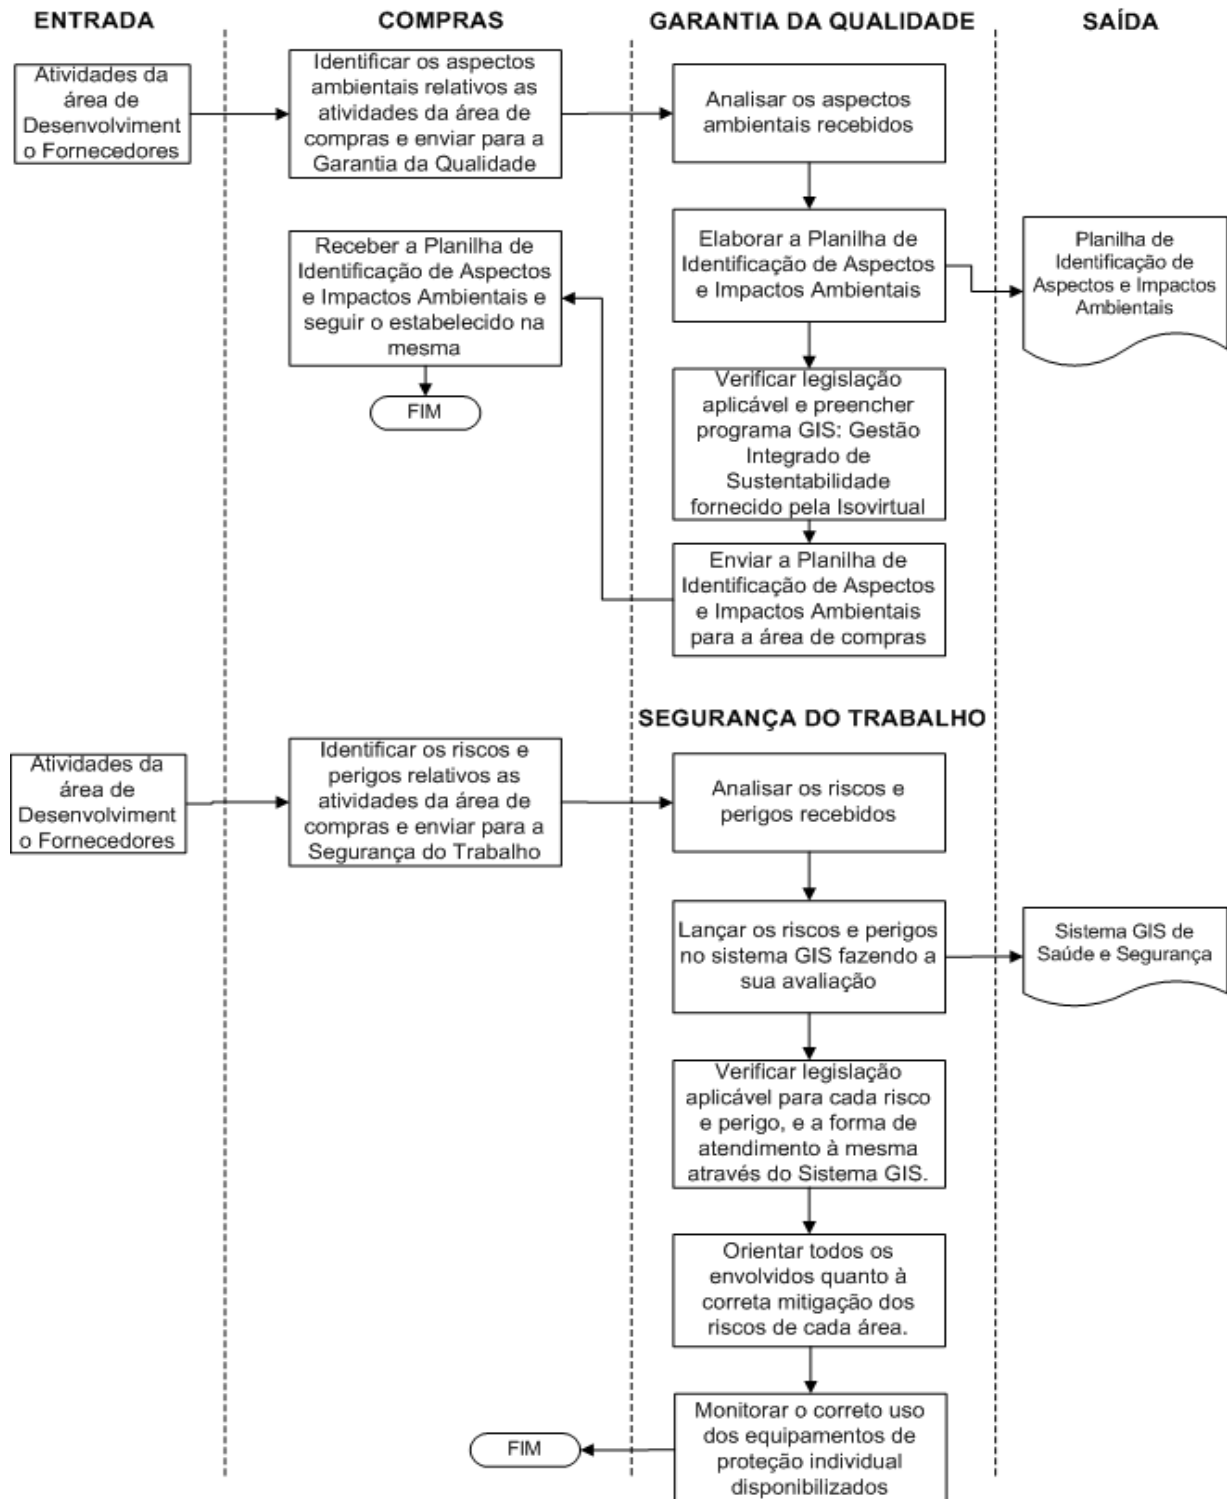 ENTRADA
COMPRAS
GARANTIA DA QUALIDADE
SAÍDA
Atividades da
área de
Desenvolviment
o Fornecedores
Identificar os aspectos
ambientais relativos as
atividades da área de
compras e enviar para a
Garantia da Qualidade
Analisar os aspectos
ambientais recebidos
Receber a Planilha de
Identificação de Aspectos
e Impactos Ambientais e
seguir o estabelecido na
mesma
FIM
Elaborar a Planilha de
Identificação de Aspectos
e Impactos Ambientais
Planilha de
Identificação de
Aspectos e Impactos
Ambientais
Verificar legislação
aplicável e preencher
programa GIS: Gestão
Integrado de
Sustentabilidade
fornecido pela Isovirtual
Enviar a Planilha de
Identificação de Aspectos
e Impactos Ambientais
para a área de compras
SEGURANÇA DO TRABALHO
Atividades da
área de
Desenvolviment
o Fornecedores
Identificar os riscos e
perigos relativos as
atividades da área de
compras e enviar para a
Segurança do Trabalho
Analisar os riscos e
perigos recebidos
Lançar os riscos e perigos
no sistema GIS fazendo a
sua avaliação
Sistema GIS de
Saúde e Segurança
Verificar legislação
aplicável para cada risco
e perigo, e a forma de
atendimento à mesma
através do Sistema GIS.
Orientar todos os
envolvidos quanto à
correta mitigação dos
riscos de cada área.
Monitorar o correto uso
dos equipamentos de
proteção individual
disponibilizados
FIM